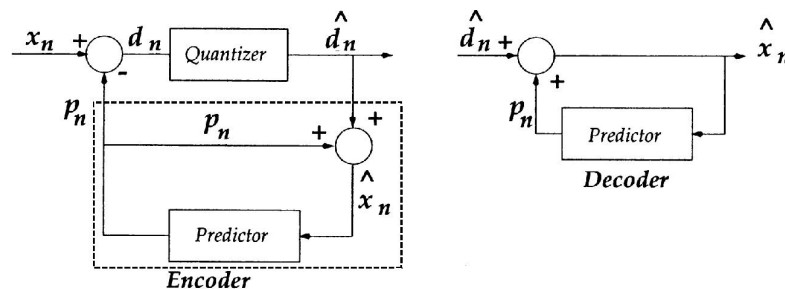 x_n + d_n Quantizer d̂_n
-
p_n
p_n + +
x̂_n
Predictor
Encoder
d̂_n + x̂_n
+
p_n
Predictor
Decoder